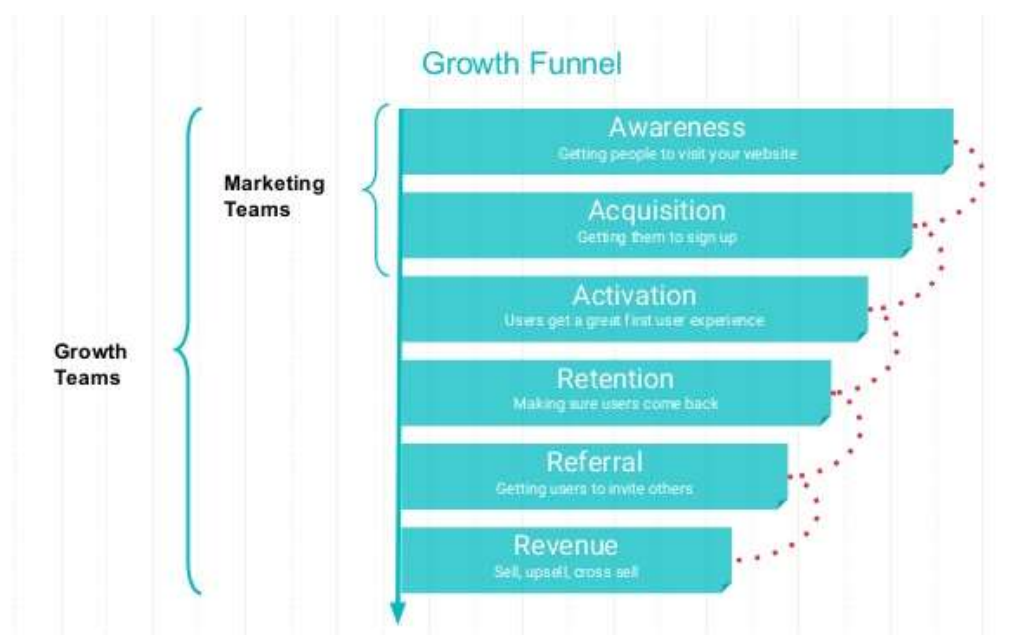 Growth Funnel
Awareness
Getting people to visit your website
Marketing
Teams
Acquisition
Getting them to sign up
Activation
Users get a great first user experience
Growth
Teams
Retention
Making sure users come back
Referral
Getting users to invite others
Revenue
Sell, upsell, cross sell